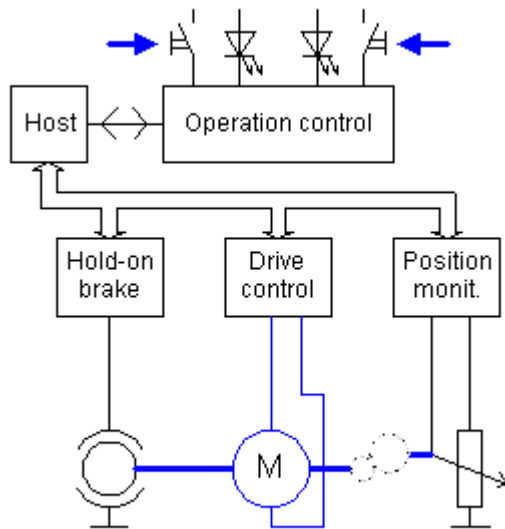 Host
Operation control
Hold-on
brake
Drive
control
Position
monit.
M